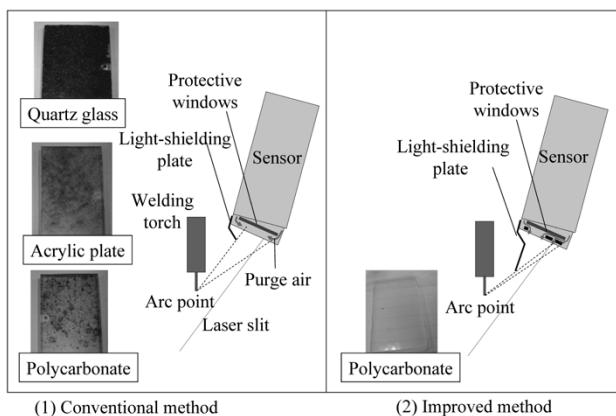 Quartz glass
Acrylic plate
Polycarbonate
Protective
windows
Light-shielding
plate
Sensor
Welding
torch
Purge air
Arc point
Laser slit
(1) Conventional method
Protective
windows
Light-shielding
plate
Sensor
Arc point
Polycarbonate
(2) Improved method